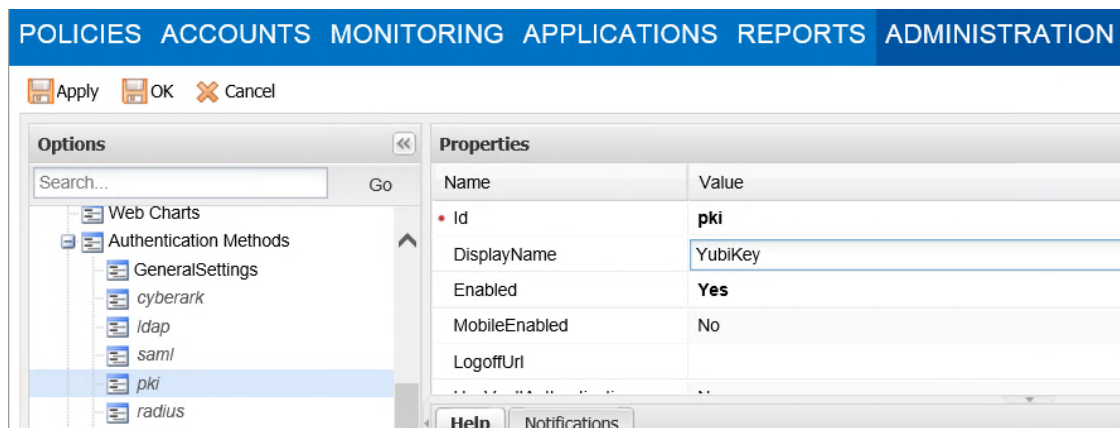 POLICIES ACCOUNTS MONITORING APPLICATIONS REPORTS ADMINISTRATION
Apply OK Cancel
Options
Search... Go
Web Charts
Authentication Methods
GeneralSettings
cyberark
ldap
saml
pki
radius
Properties
Name Value
Id pki
DisplayName YubiKey
Enabled Yes
MobileEnabled No
LogoffUrl
Help Notifications